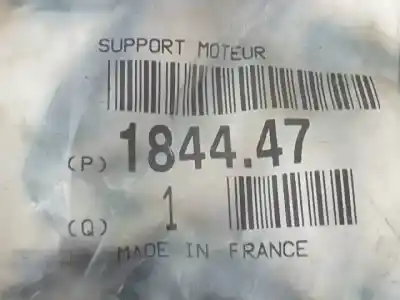 SUPPORT MOTEUR
(P) 1844.47
(Q) 1
MADE IN FRANCE